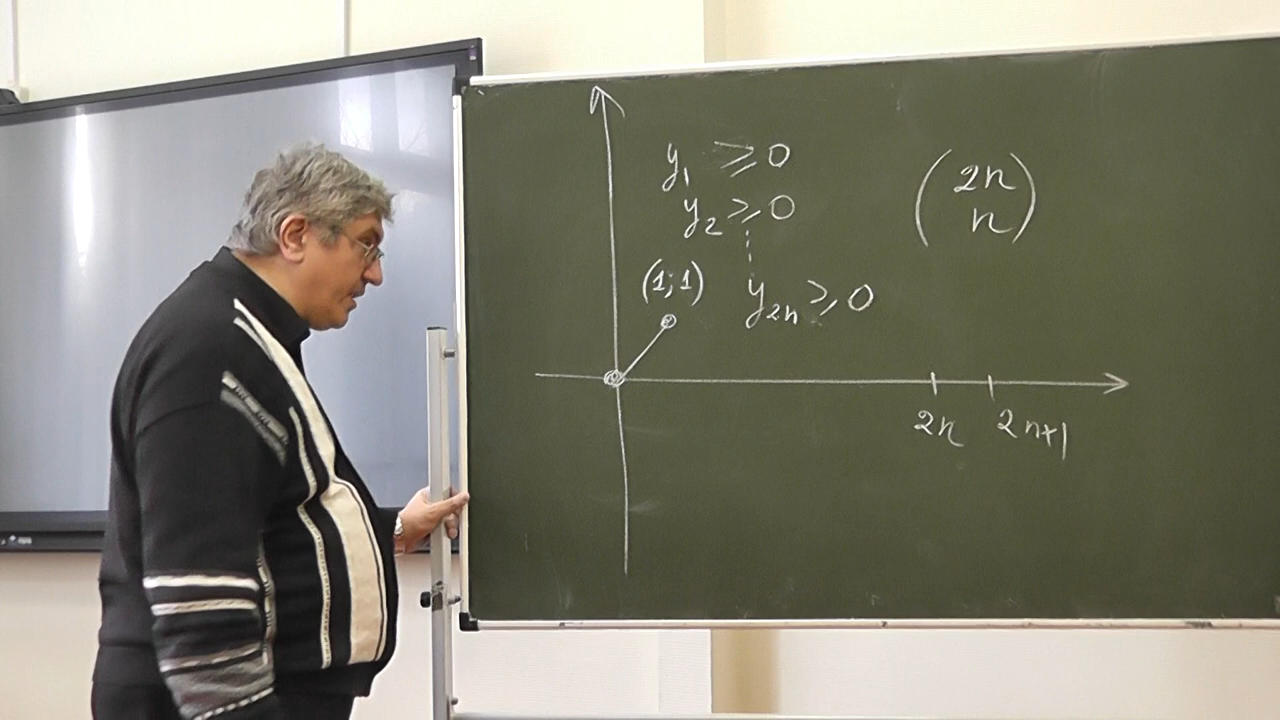 y₁ ⩾ 0
y₂ ⩾ 0
(1; 1)
y₂ₙ ⩾ 0
(2n
n)
2n
2n+1